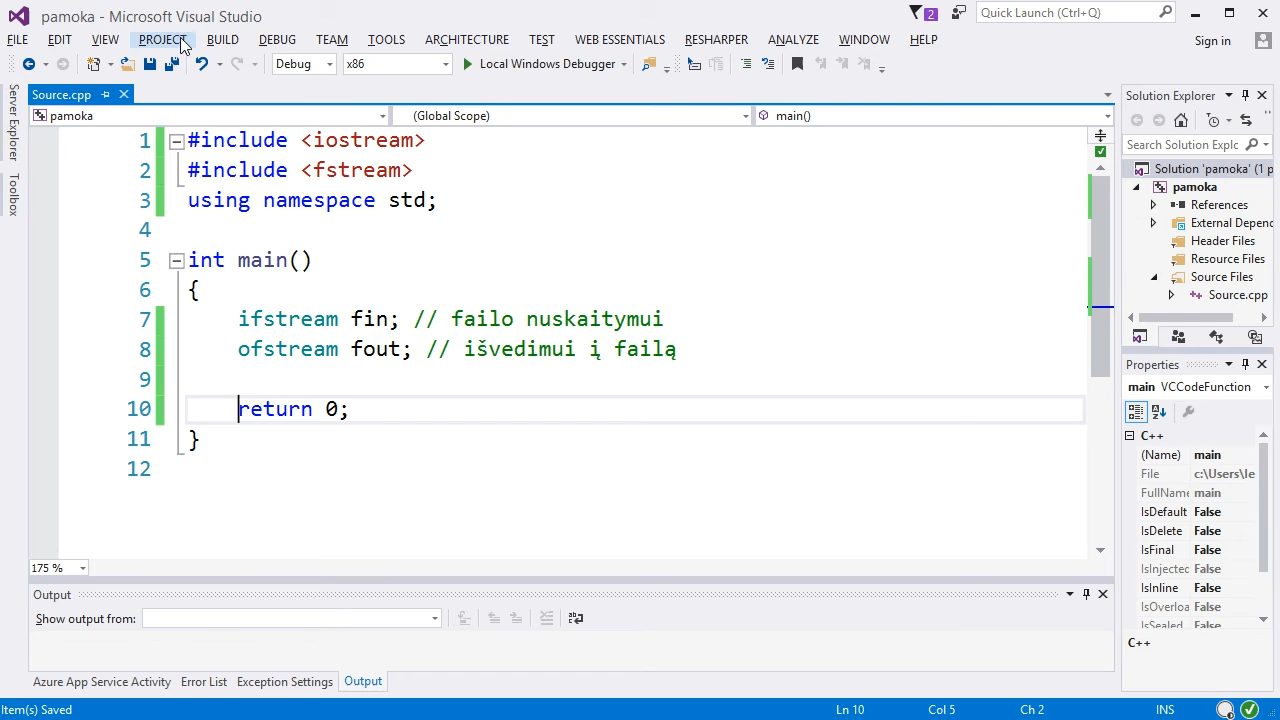 pamoka - Microsoft Visual Studio
2
Quick Launch (Ctrl+Q)
FILE EDIT VIEW PROJECT BUILD DEBUG TEAM TOOLS ARCHITECTURE TEST WEB ESSENTIALS RESHARPER ANALYZE WINDOW HELP
Sign in
Debug x86 Local Windows Debugger
Server Explorer
Toolbox
Source.cpp
pamoka (Global Scope) main()
1 #include <iostream>
2 #include <fstream>
3 using namespace std;
4
5 int main()
6 {
7 ifstream fin; // failo nuskaitymui
8 ofstream fout; // išvedimui į failą
9
10 return 0;
11 }
12
175 %
Output
Show output from:
Azure App Service Activity Error List Exception Settings Output
Solution Explorer
Search Solution Explc
Solution 'pamoka' (1 p
pamoka
References
External Depend
Header Files
Resource Files
Source Files
Source.cpp
Properties
main VCCodeFunction
C++
(Name) main
File c:\Users\le
FullName main
IsDefault False
IsDelete False
IsFinal False
IsInjected False
IsInline False
IsOverloa False
IsSealed False
C++
Item(s) Saved Ln 10 Col 5 Ch 2 INS